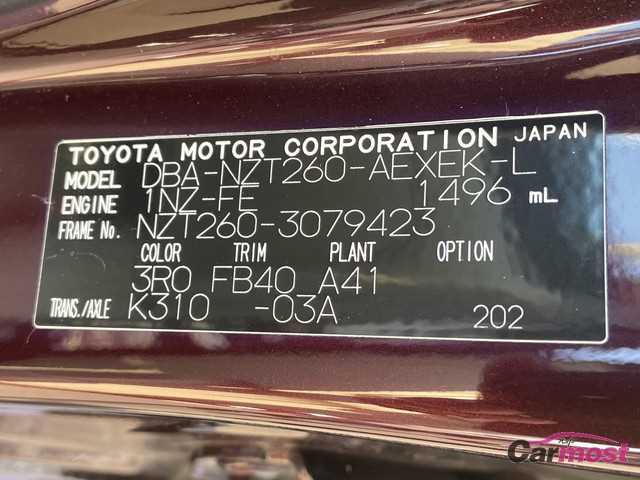 TOYOTA MOTOR CORPORATION JAPAN
MODEL DBA-NZT260-AEXEK-L
ENGINE 1NZ-FE 1496 mL
FRAME No. NZT260-3079423
COLOR TRIM PLANT OPTION
3R0 FB40 A41
TRANS./AXLE K310 -03A 202
Carmost